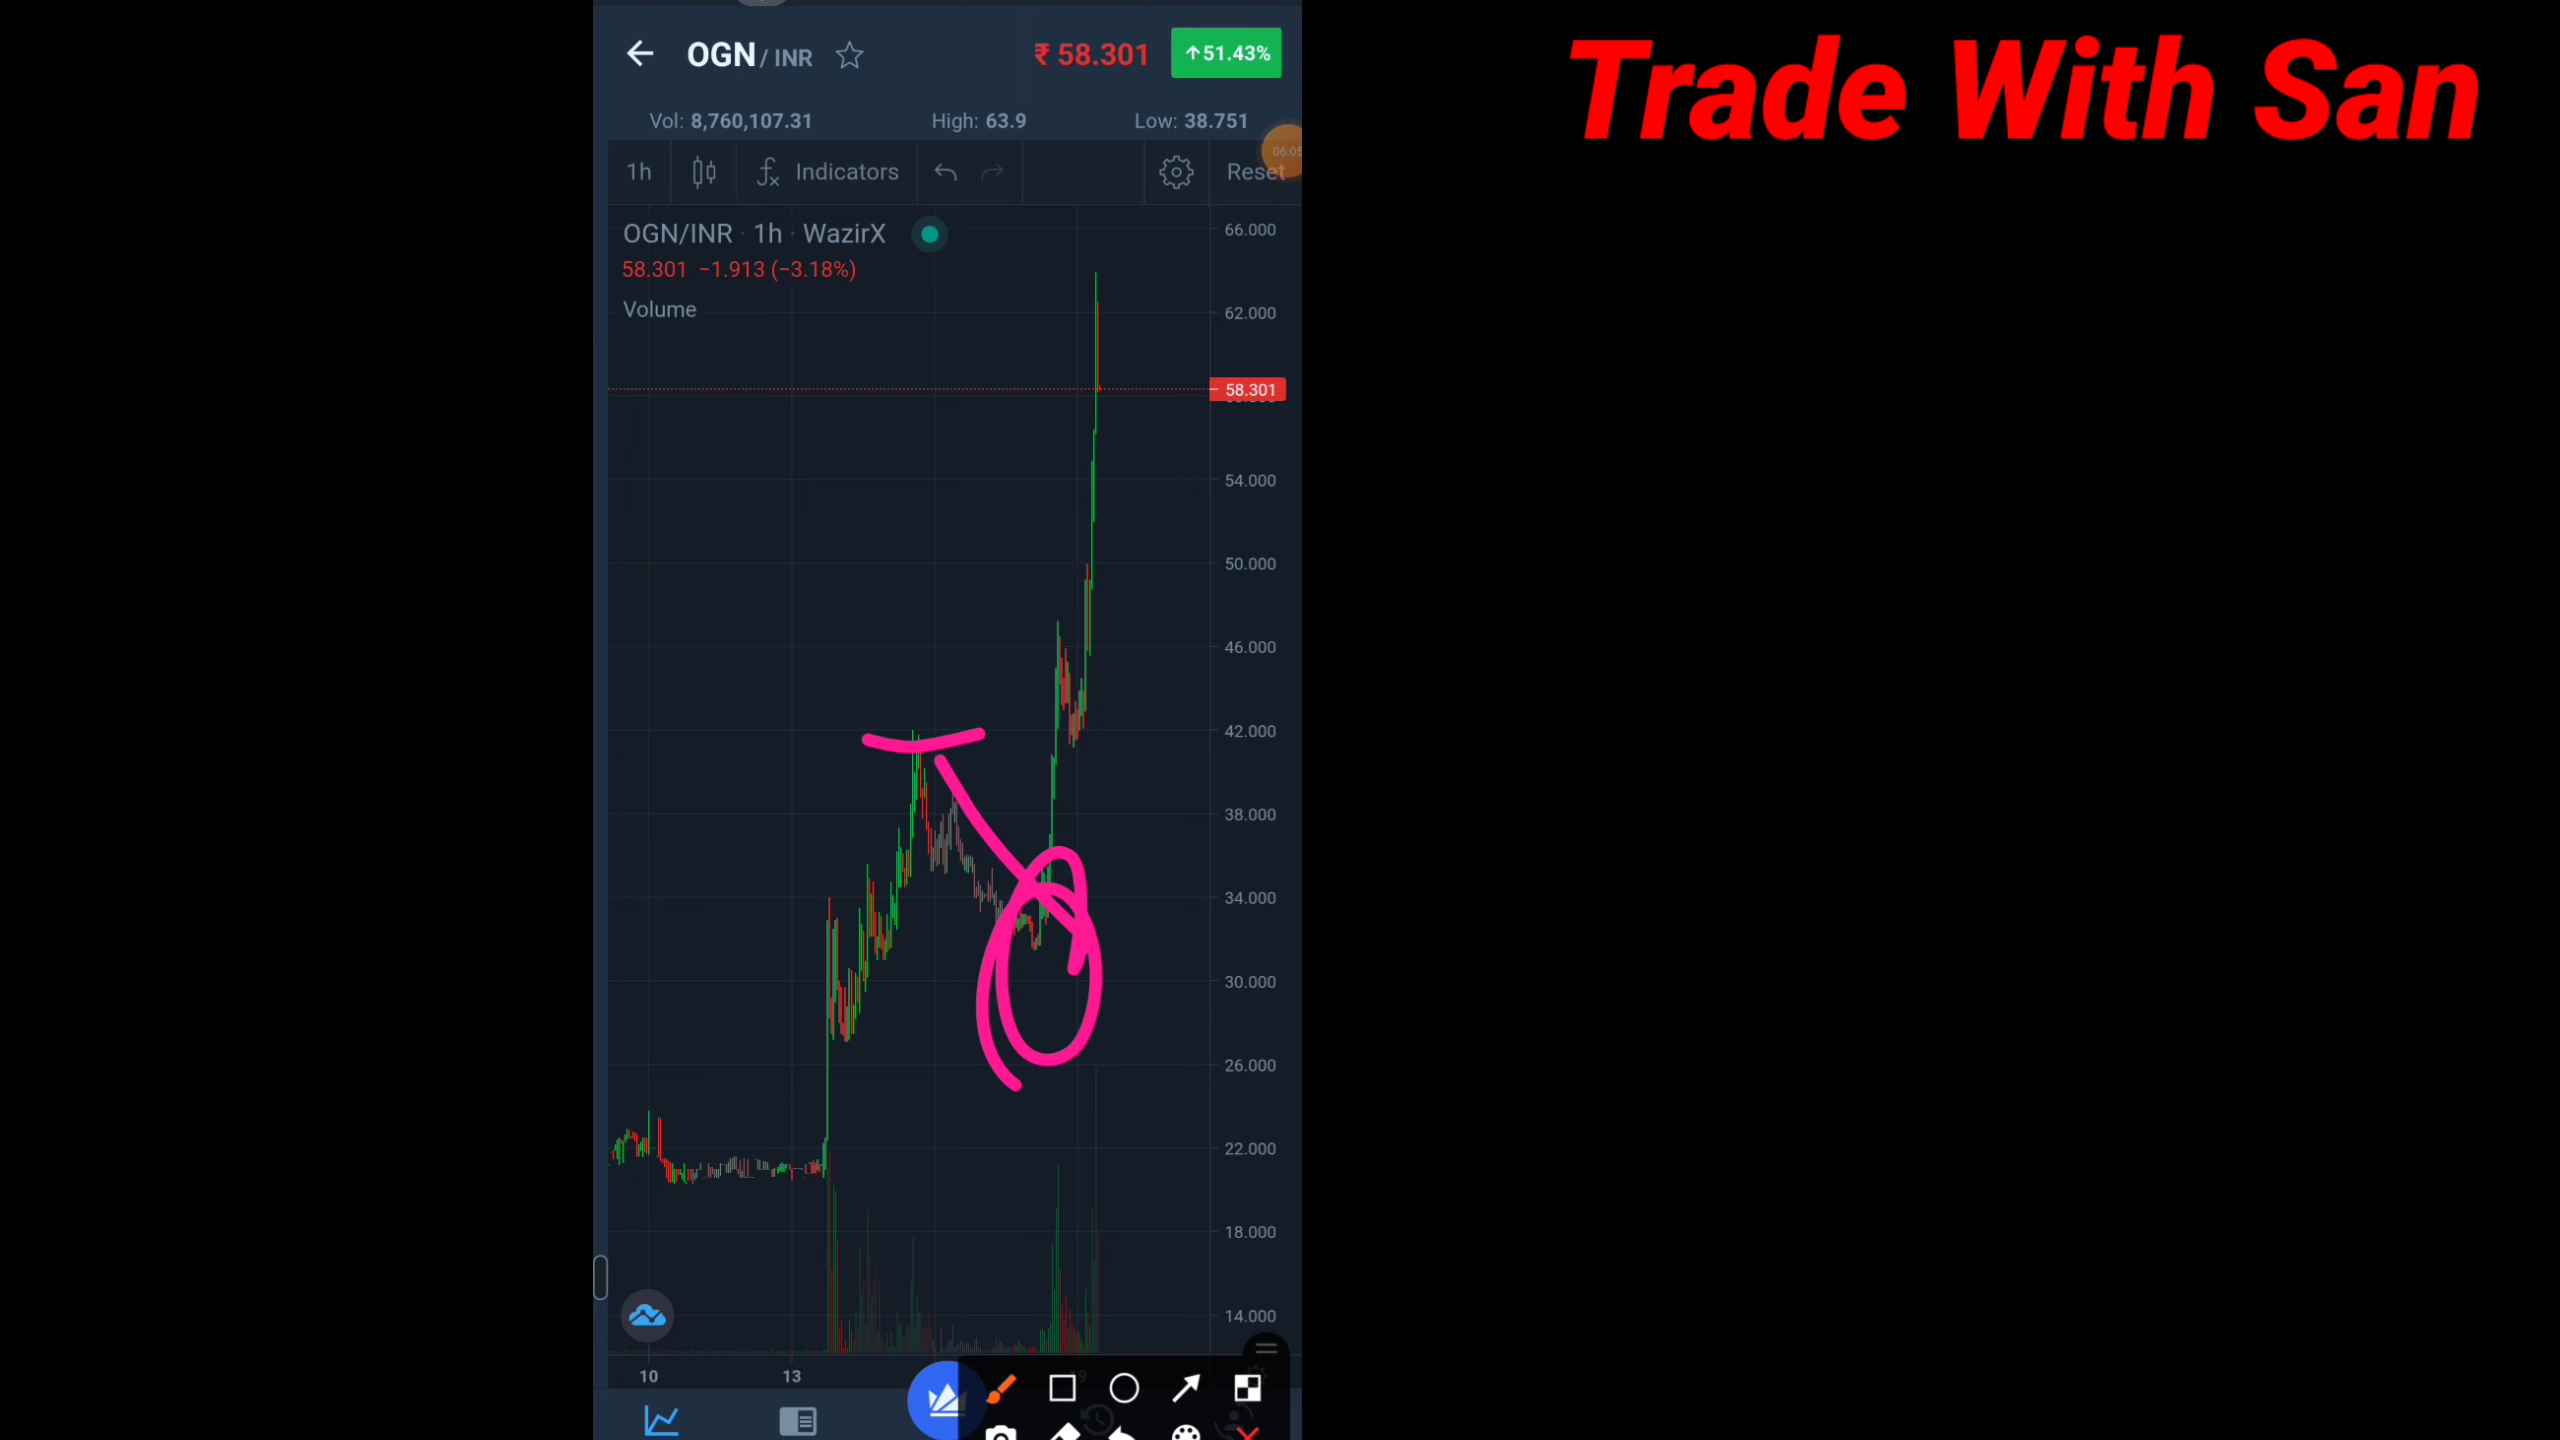 OGN / INR ₹ 58.301 ↑51.43%
Trade With San
Vol: 8,760,107.31 High: 63.9 Low: 38.751
06:05
1h Indicators Reset
OGN/INR · 1h · WazirX
58.301 −1.913 (−3.18%)
Volume
66.000
62.000
58.301
54.000
50.000
46.000
42.000
38.000
34.000
30.000
26.000
22.000
18.000
14.000
10 13